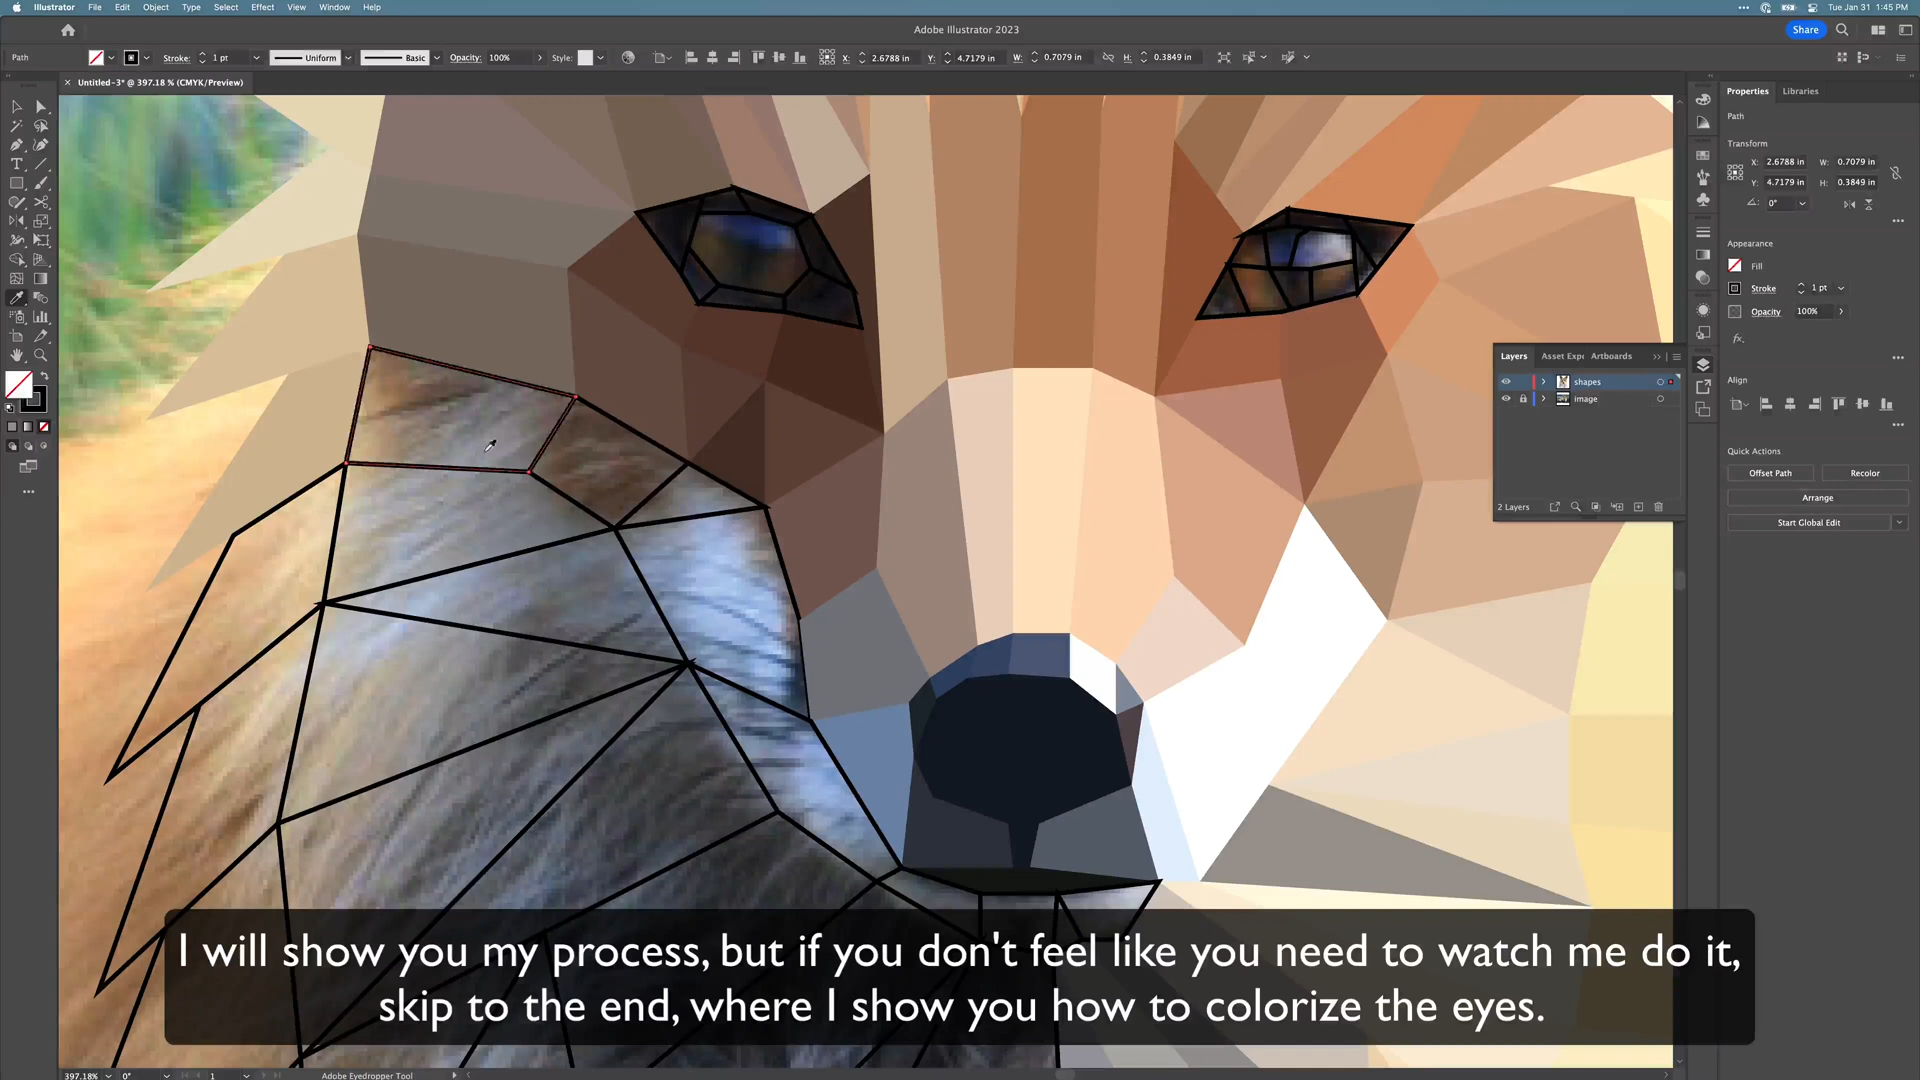 Illustrator File Edit Object Type Select Effect View Window Help
Tue Jan 31 1:45 PM
Adobe Illustrator 2023
Share
Path Stroke: 1 pt Uniform Basic Opacity: 100% Style: X: 2.6788 in Y: 4.7179 in W: 0.7079 in H: 0.3849 in
Untitled-3* @ 397.18 % (CMYK/Preview)
Properties Libraries
Path
Transform
X: 2.6788 in W: 0.7079 in
Y: 4.7179 in H: 0.3849 in
0°
Appearance
Fill
Stroke 1 pt
Opacity 100%
fx.
Align
Quick Actions
Offset Path Recolor
Arrange
Start Global Edit
Layers Asset Expo Artboards
shapes
image
2 Layers
I will show you my process, but if you don't feel like you need to watch me do it,
skip to the end, where I show you how to colorize the eyes.
397.18% 0° 1 Adobe Eyedropper Tool